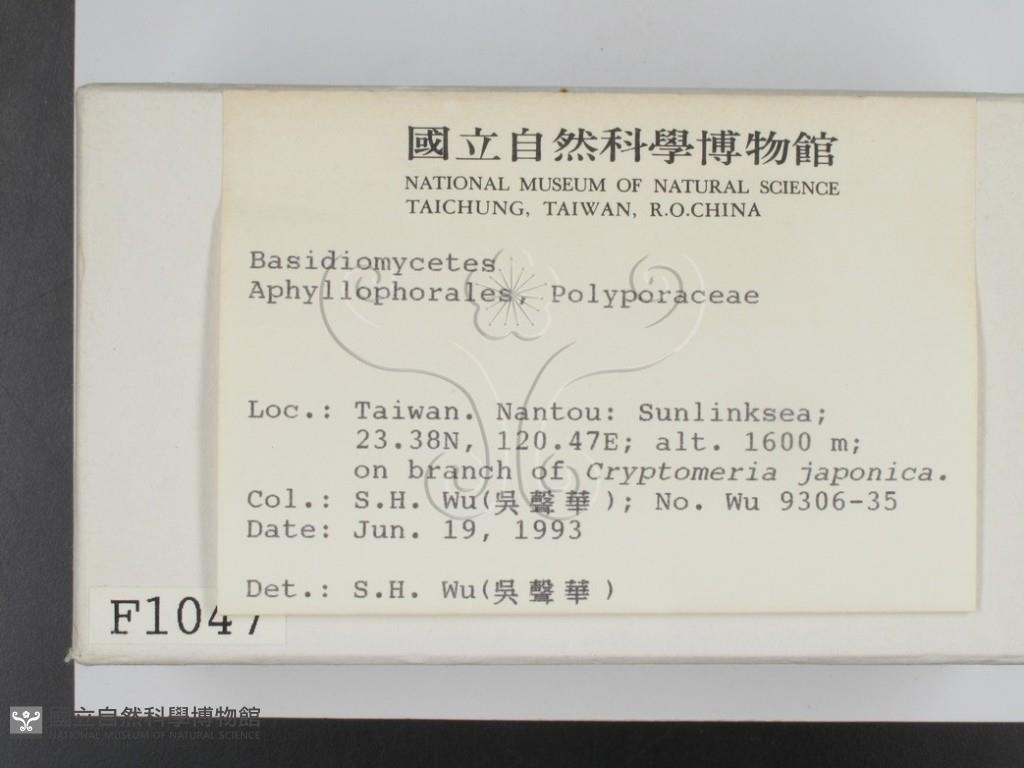 國立自然科學博物館
NATIONAL MUSEUM OF NATURAL SCIENCE
TAICHUNG, TAIWAN, R.O.CHINA
Basidiomycetes
Aphyllophorales, Polyporaceae
Loc.: Taiwan. Nantou: Sunlinksea;
23.38N, 120.47E; alt. 1600 m;
on branch of Cryptomeria japonica.
Col.: S.H. Wu(吳聲華); No. Wu 9306-35
Date: Jun. 19, 1993
Det.: S.H. Wu(吳聲華)
F1047
國立自然科學博物館
NATIONAL MUSEUM OF NATURAL SCIENCE